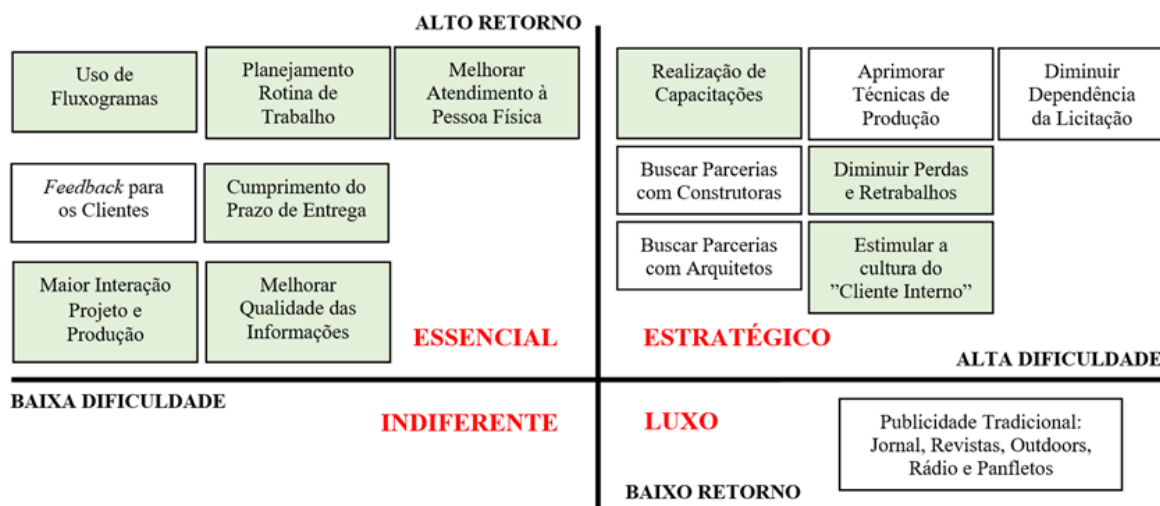 ALTO RETORNO
Uso de
Fluxogramas
Planejamento
Rotina de
Trabalho
Melhorar
Atendimento à
Pessoa Física
Feedback para
os Clientes
Cumprimento do
Prazo de Entrega
Maior Interação
Projeto e
Produção
Melhorar
Qualidade das
Informações
ESSENCIAL
Realização de
Capacitações
Aprimorar
Técnicas de
Produção
Diminuir
Dependência
da Licitação
Buscar Parcerias
com Construtoras
Diminuir Perdas
e Retrabalhos
Buscar Parcerias
com Arquitetos
Estimular a
cultura do
”Cliente Interno”
ESTRATÉGICO
ALTA DIFICULDADE
BAIXA DIFICULDADE
INDIFERENTE
LUXO
Publicidade Tradicional:
Jornal, Revistas, Outdoors,
Rádio e Panfletos
BAIXO RETORNO